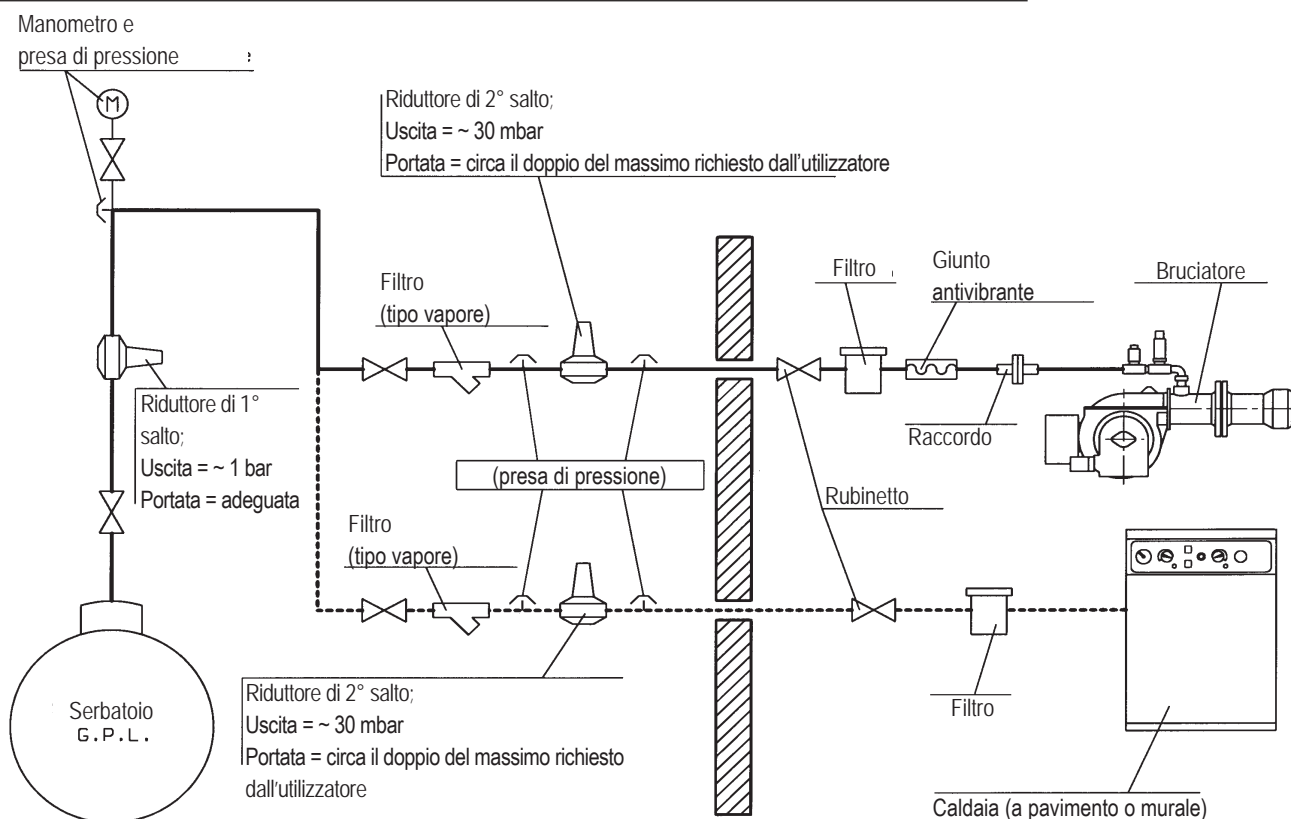 Manometro e
presa di pressione
M
Riduttore di 2° salto;
Uscita = ~ 30 mbar
Portata = circa il doppio del massimo richiesto dall'utilizzatore
Filtro
(tipo vapore)
Filtro
Giunto
antivibrante
Bruciatore
Riduttore di 1°
salto;
Uscita = ~ 1 bar
Portata = adeguata
Raccordo
(presa di pressione)
Rubinetto
Filtro
(tipo vapore)
Serbatoio
G.P.L.
Riduttore di 2° salto;
Uscita = ~ 30 mbar
Portata = circa il doppio del massimo richiesto
dall'utilizzatore
Filtro
Caldaia (a pavimento o murale)